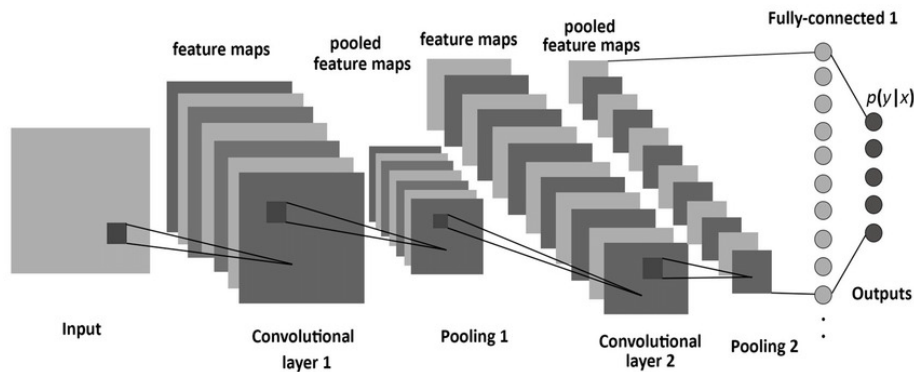 Fully-connected 1
feature maps
pooled
feature maps
feature maps
pooled
feature maps
p(y|x)
Input
Convolutional
layer 1
Pooling 1
Convolutional
layer 2
Pooling 2
Outputs